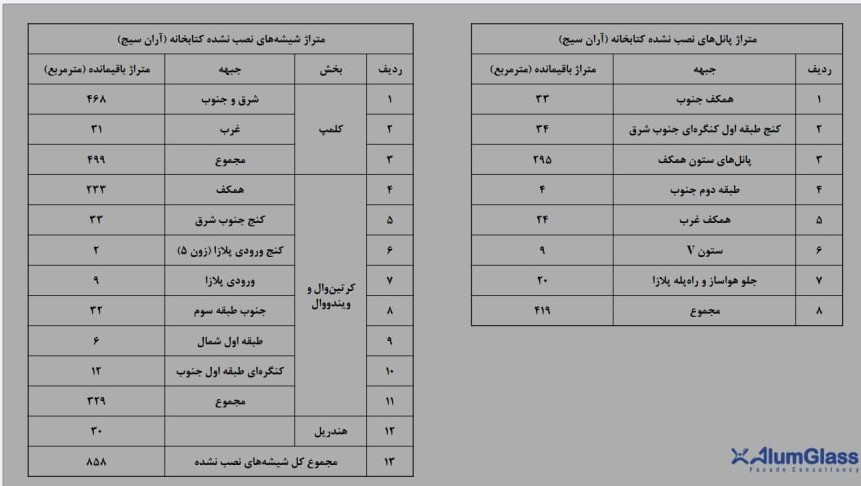 متراژ پانل‌های نصب نشده کتابخانه (آران سیج)
ردیف جبهه متراژ باقیمانده (مترمربع)
۱ همکف جنوب ۳۳
۲ کنج طبقه اول کنگره‌ای جنوب شرق ۳۴
۳ پانل‌های ستون همکف ۲۹۵
۴ طبقه دوم جنوب ۴
۵ همکف غرب ۲۴
۶ ستون V ۹
۷ جلو هواساز و راه‌پله پلازا ۲۰
۸ مجموع ۴۱۹
متراژ شیشه‌های نصب نشده کتابخانه (آران سیج)
ردیف بخش جبهه متراژ باقیمانده (مترمربع)
۱ کلمپ شرق و جنوب ۴۶۸
۲ غرب ۳۱
۳ مجموع ۴۹۹
۴ کرتین‌وال و ویندووال همکف ۲۳۳
۵ کنج جنوب شرق ۳۳
۶ کنج ورودی پلازا (زون ۵) ۲
۷ ورودی پلازا ۹
۸ جنوب طبقه سوم ۳۲
۹ طبقه اول شمال ۶
۱۰ کنگره‌ای طبقه اول جنوب ۱۲
۱۱ مجموع ۳۲۹
۱۲ هندریل ۳۰
۱۳ مجموع کل شیشه‌های نصب نشده ۸۵۸
AlumGlass
Facade Consultancy